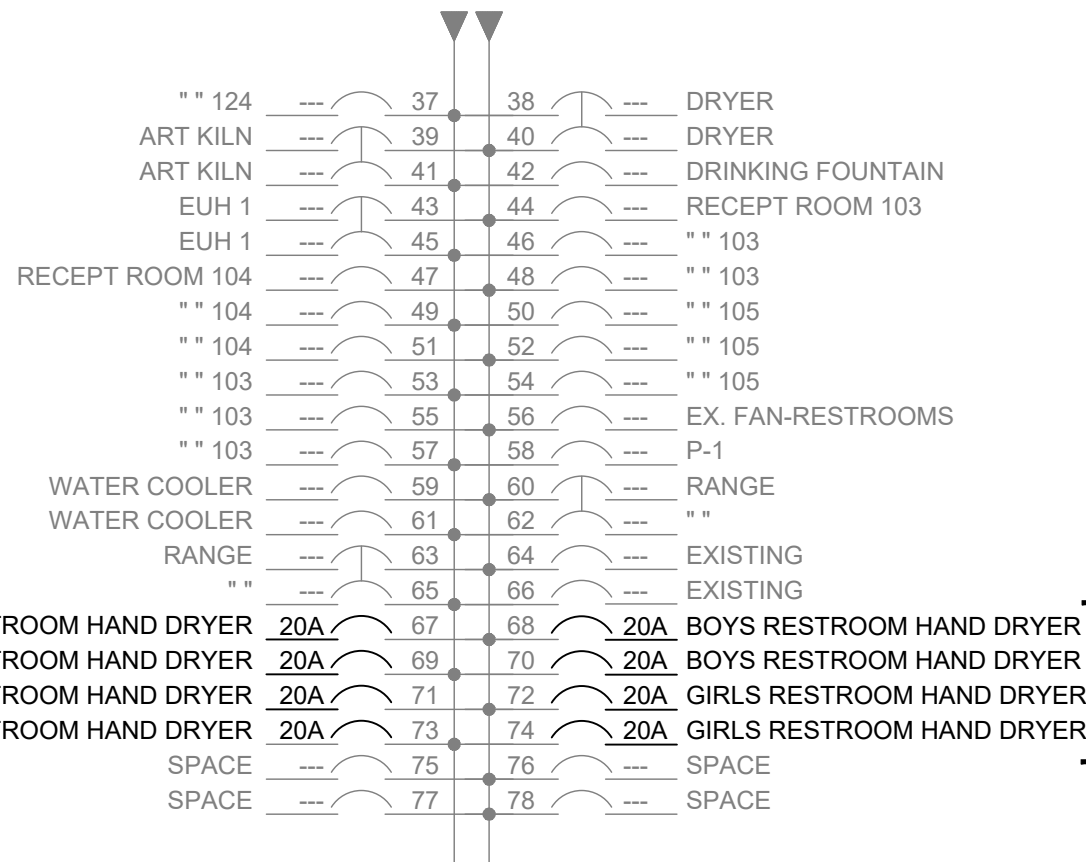 " " 124 --- 37 38 --- DRYER
ART KILN --- 39 40 --- DRYER
ART KILN --- 41 42 --- DRINKING FOUNTAIN
EUH 1 --- 43 44 --- RECEPT ROOM 103
EUH 1 --- 45 46 --- " " 103
RECEPT ROOM 104 --- 47 48 --- " " 103
" " 104 --- 49 50 --- " " 105
" " 104 --- 51 52 --- " " 105
" " 103 --- 53 54 --- " " 105
" " 103 --- 55 56 --- EX. FAN-RESTROOMS
" " 103 --- 57 58 --- P-1
WATER COOLER --- 59 60 --- RANGE
WATER COOLER --- 61 62 --- " "
RANGE --- 63 64 --- EXISTING
" " --- 65 66 --- EXISTING
TROOM HAND DRYER 20A 67 68 20A BOYS RESTROOM HAND DRYER
TROOM HAND DRYER 20A 69 70 20A BOYS RESTROOM HAND DRYER
TROOM HAND DRYER 20A 71 72 20A GIRLS RESTROOM HAND DRYER
TROOM HAND DRYER 20A 73 74 20A GIRLS RESTROOM HAND DRYER
SPACE --- 75 76 --- SPACE
SPACE --- 77 78 --- SPACE